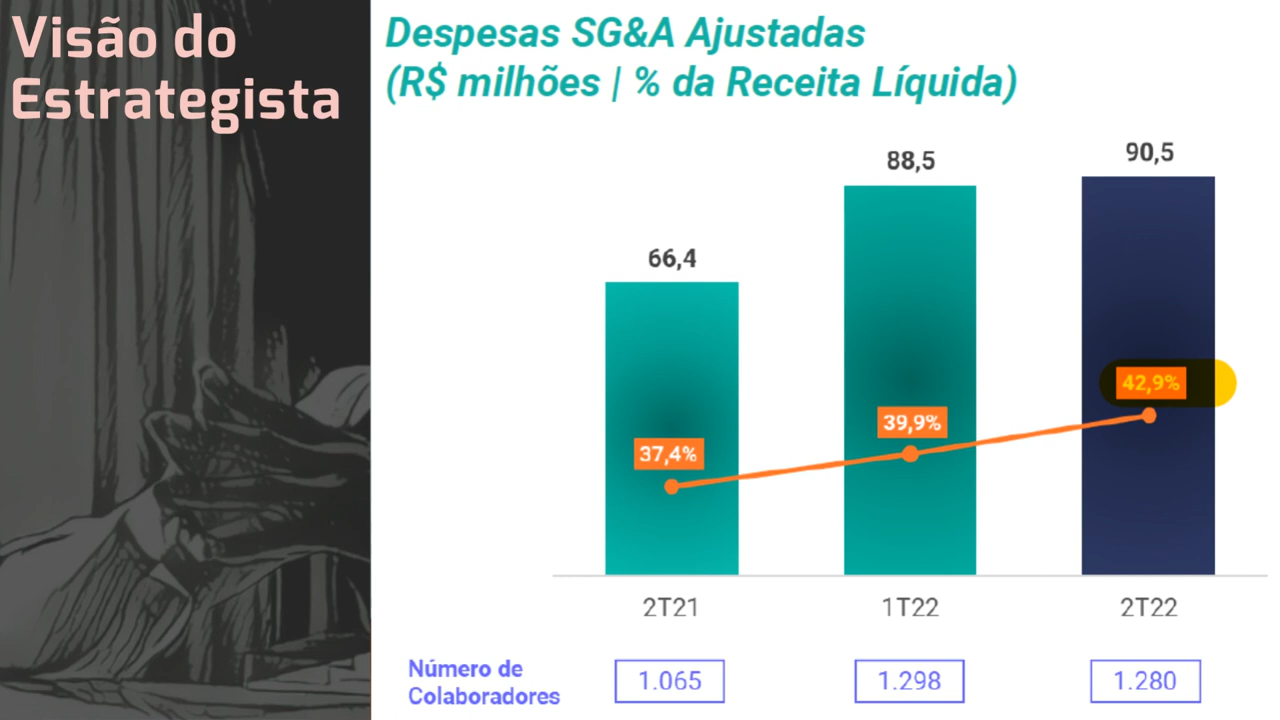 Visão do
Estrategista
Despesas SG&A Ajustadas
(R$ milhões | % da Receita Líquida)
66,4
88,5
90,5
37,4%
39,9%
42,9%
2T21
1T22
2T22
Número de
Colaboradores
1.065
1.298
1.280